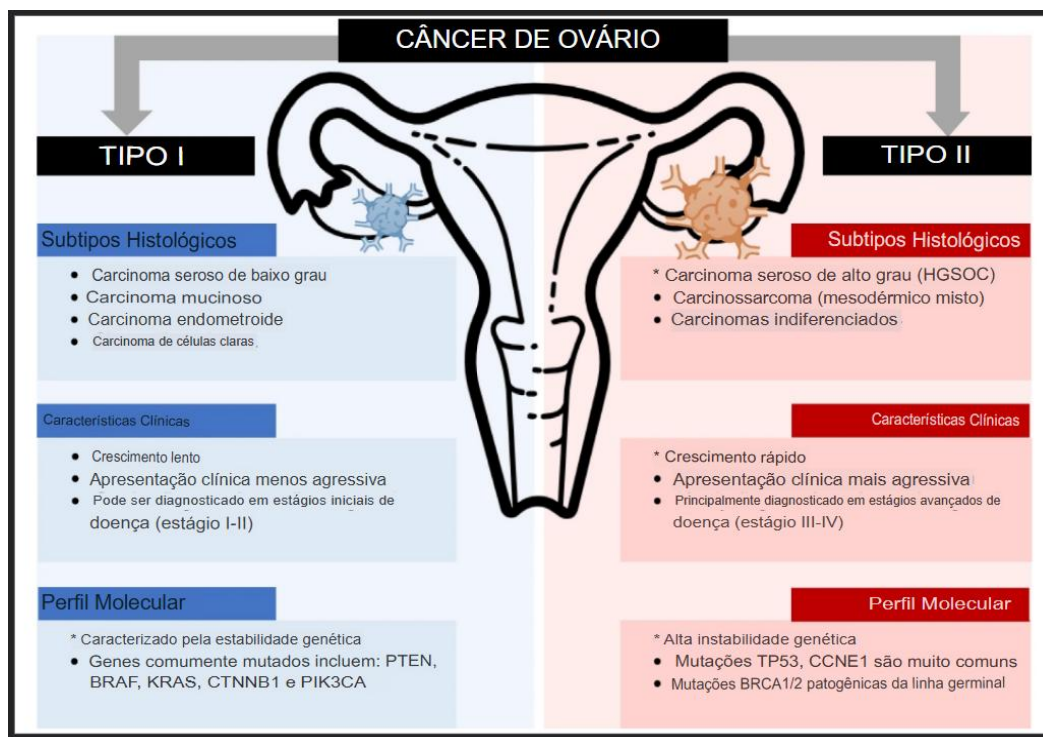 CÂNCER DE OVÁRIO
TIPO I
Subtipos Histológicos
• Carcinoma seroso de baixo grau
• Carcinoma mucinoso
• Carcinoma endometroide
• Carcinoma de células claras
Características Clínicas
• Crescimento lento
• Apresentação clínica menos agressiva
• Pode ser diagnosticado em estágios iniciais de
doença (estágio I-II)
Perfil Molecular
* Caracterizado pela estabilidade genética
• Genes comumente mutados incluem: PTEN,
BRAF, KRAS, CTNNB1 e PIK3CA
TIPO II
Subtipos Histológicos
* Carcinoma seroso de alto grau (HGSOC)
• Carcinossarcoma (mesodérmico misto)
• Carcinomas indiferenciados
Características Clínicas
* Crescimento rápido
• Apresentação clínica mais agressiva
• Principalmente diagnosticado em estágios avançados de
doença (estágio III-IV)
Perfil Molecular
* Alta instabilidade genética
• Mutações TP53, CCNE1 são muito comuns
• Mutações BRCA1/2 patogênicas da linha germinal